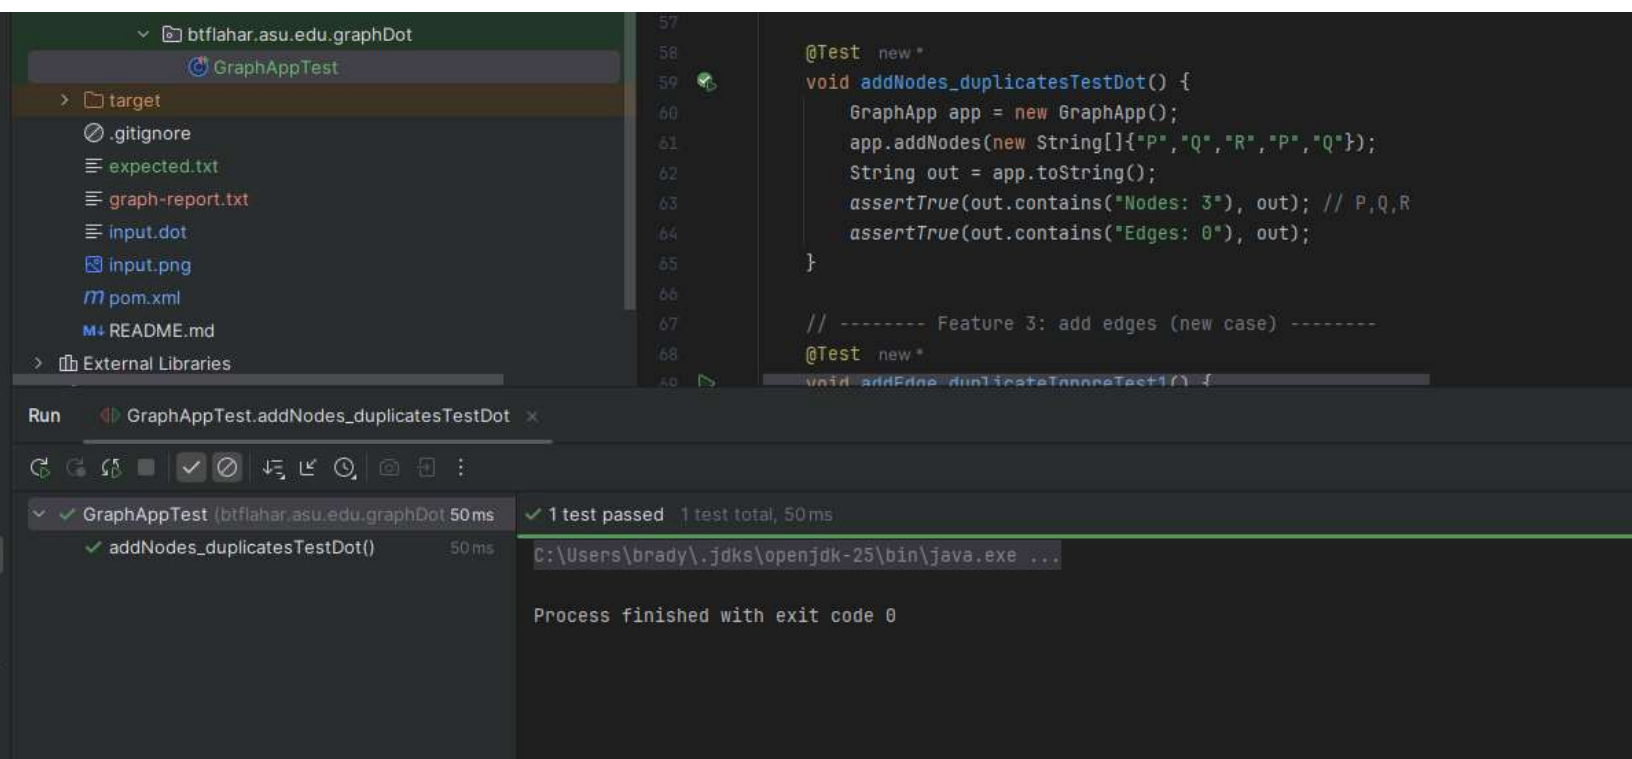 btflahar.asu.edu.graphDot
GraphAppTest
target
.gitignore
expected.txt
graph-report.txt
input.dot
input.png
pom.xml
README.md
External Libraries
57
58 @Test new *
59 void addNodes_duplicatesTestDot() {
60 GraphApp app = new GraphApp();
61 app.addNodes(new String[]{"P","Q","R","P","Q"});
62 String out = app.toString();
63 assertTrue(out.contains("Nodes: 3"), out); // P,Q,R
64 assertTrue(out.contains("Edges: 0"), out);
65 }
66
67 // -------- Feature 3: add edges (new case) --------
68 @Test new *
69 void addEdge_duplicateIgnoreTest1() {
Run GraphAppTest.addNodes_duplicatesTestDot ×
GraphAppTest (btflahar.asu.edu.graphDot 50 ms
addNodes_duplicatesTestDot() 50 ms
1 test passed 1 test total, 50 ms
C:\Users\brady\.jdks\openjdk-25\bin\java.exe ...
Process finished with exit code 0